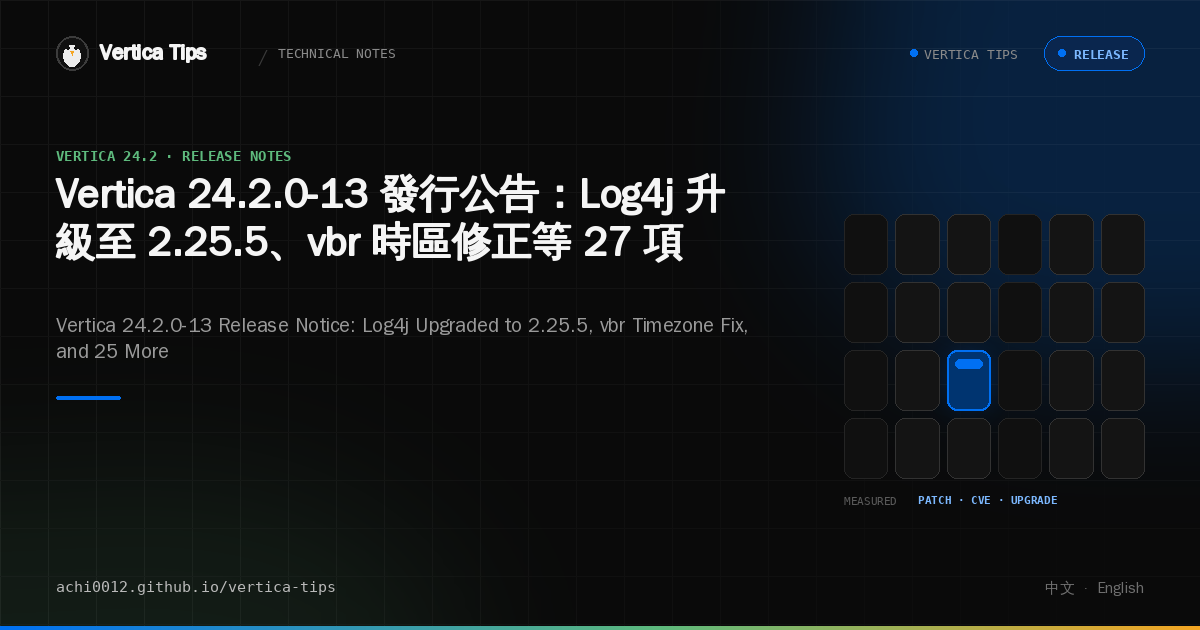 Vertica Tips
TECHNICAL NOTES
VERTICA TIPS
RELEASE
VERTICA 24.2 · RELEASE NOTES
Vertica 24.2.0-13 發行公告：Log4j 升
級至 2.25.5、vbr 時區修正等 27 項
Vertica 24.2.0-13 Release Notice: Log4j Upgraded to 2.25.5, vbr Timezone Fix,
and 25 More
MEASURED
PATCH · CVE · UPGRADE
achi0012.github.io/vertica-tips
中文 · English